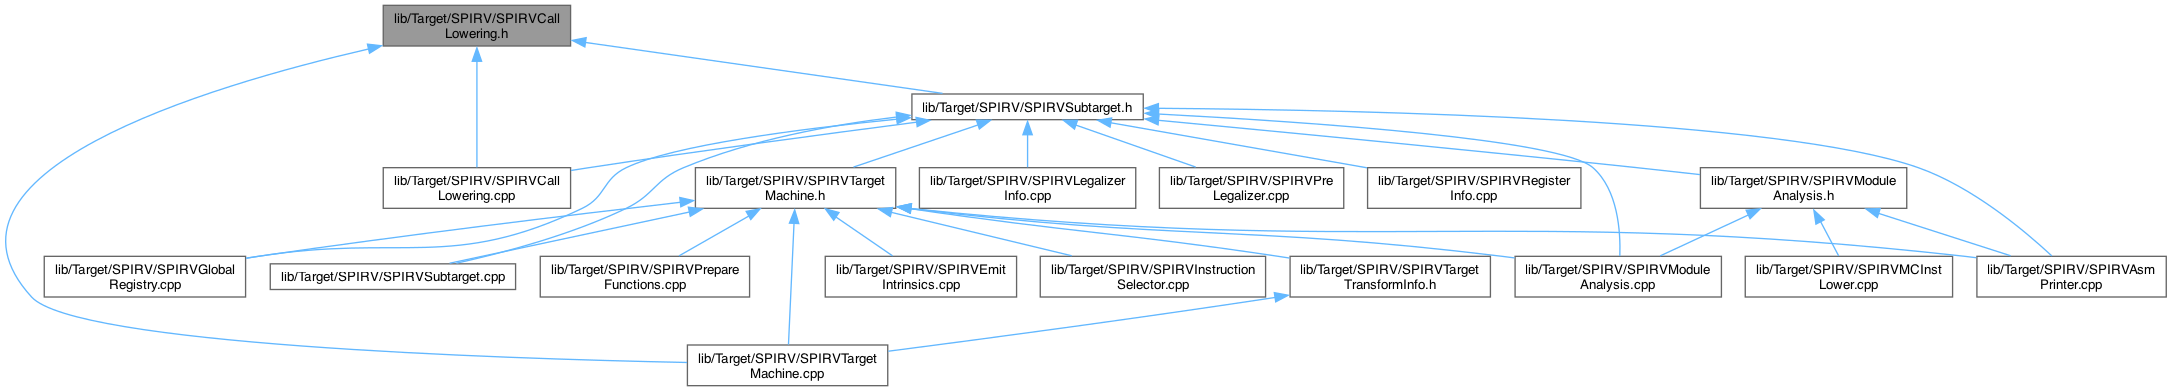 lib/Target/SPIRV/SPIRVCall
Lowering.h
lib/Target/SPIRV/SPIRVSubtarget.h
lib/Target/SPIRV/SPIRVCall
Lowering.cpp
lib/Target/SPIRV/SPIRVTarget
Machine.h
lib/Target/SPIRV/SPIRVLegalizer
Info.cpp
lib/Target/SPIRV/SPIRVPre
Legalizer.cpp
lib/Target/SPIRV/SPIRVRegister
Info.cpp
lib/Target/SPIRV/SPIRVModule
Analysis.h
lib/Target/SPIRV/SPIRVGlobal
Registry.cpp
lib/Target/SPIRV/SPIRVSubtarget.cpp
lib/Target/SPIRV/SPIRVPrepare
Functions.cpp
lib/Target/SPIRV/SPIRVEmit
Intrinsics.cpp
lib/Target/SPIRV/SPIRVInstruction
Selector.cpp
lib/Target/SPIRV/SPIRVTarget
TransformInfo.h
lib/Target/SPIRV/SPIRVModule
Analysis.cpp
lib/Target/SPIRV/SPIRVMCInst
Lower.cpp
lib/Target/SPIRV/SPIRVAsm
Printer.cpp
lib/Target/SPIRV/SPIRVTarget
Machine.cpp